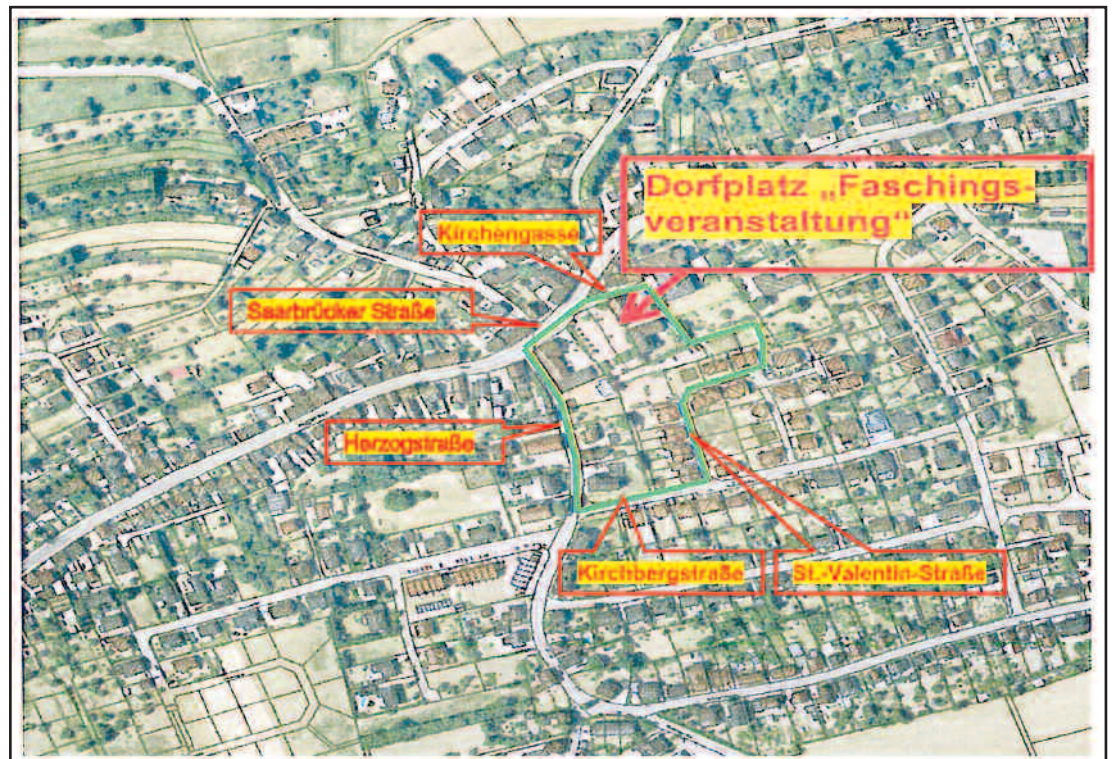 Dorfplatz „Faschings-
veranstaltung“
Kirchengasse
Saarbrücker Straße
Herzogstraße
Kirchbergstraße
St.-Valentin-Straße